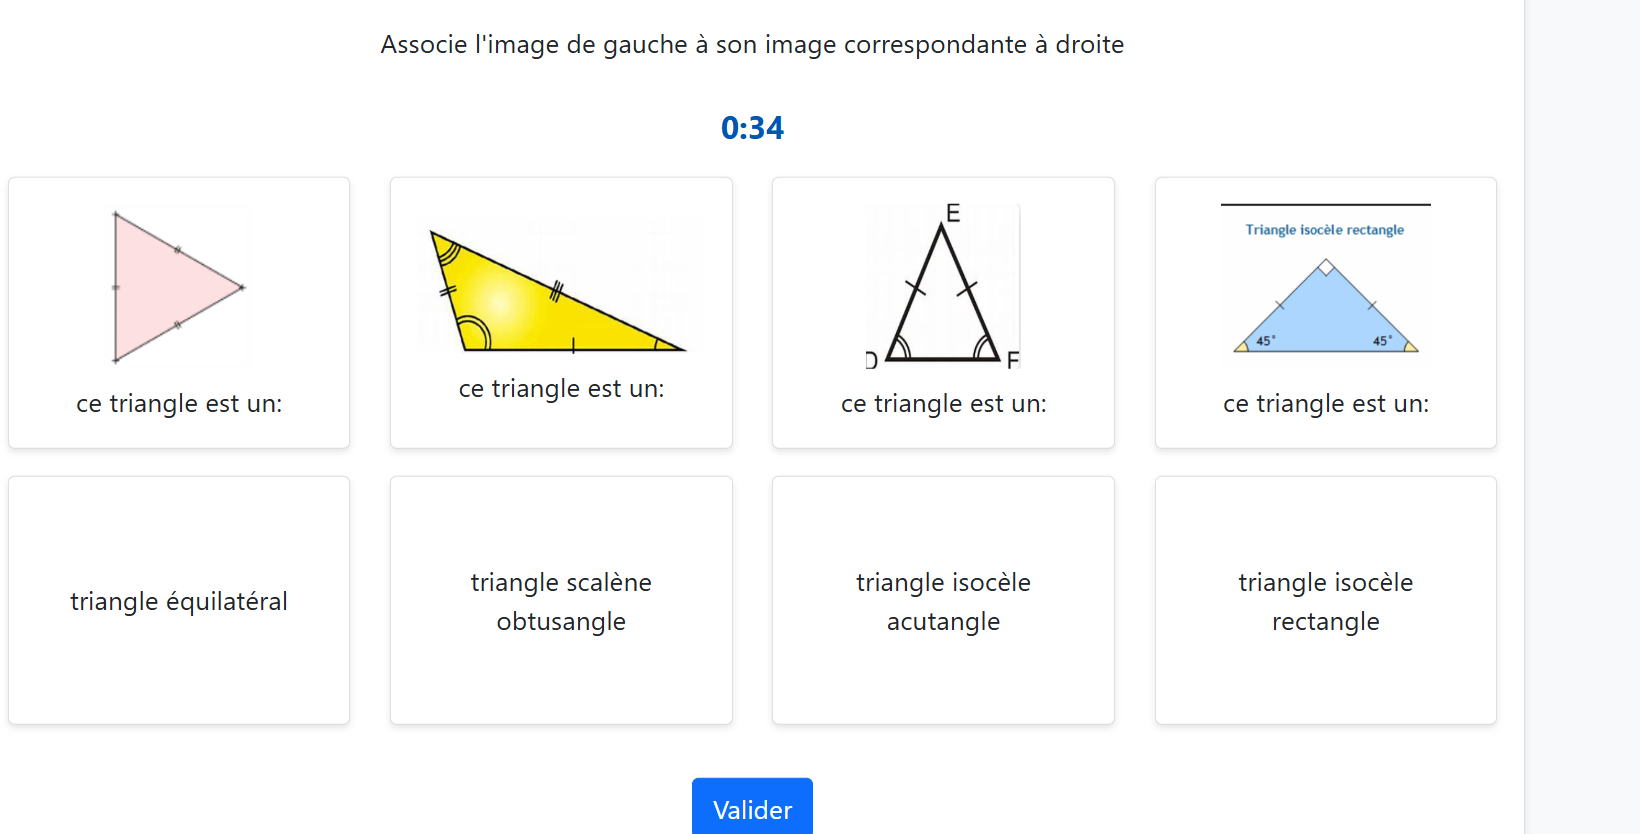 Associe l'image de gauche à son image correspondante à droite
0:34
ce triangle est un:
ce triangle est un:
E
D
F
ce triangle est un:
Triangle isocèle rectangle
45°
45°
ce triangle est un:
triangle équilatéral
triangle scalène
obtusangle
triangle isocèle
acutangle
triangle isocèle
rectangle
Valider